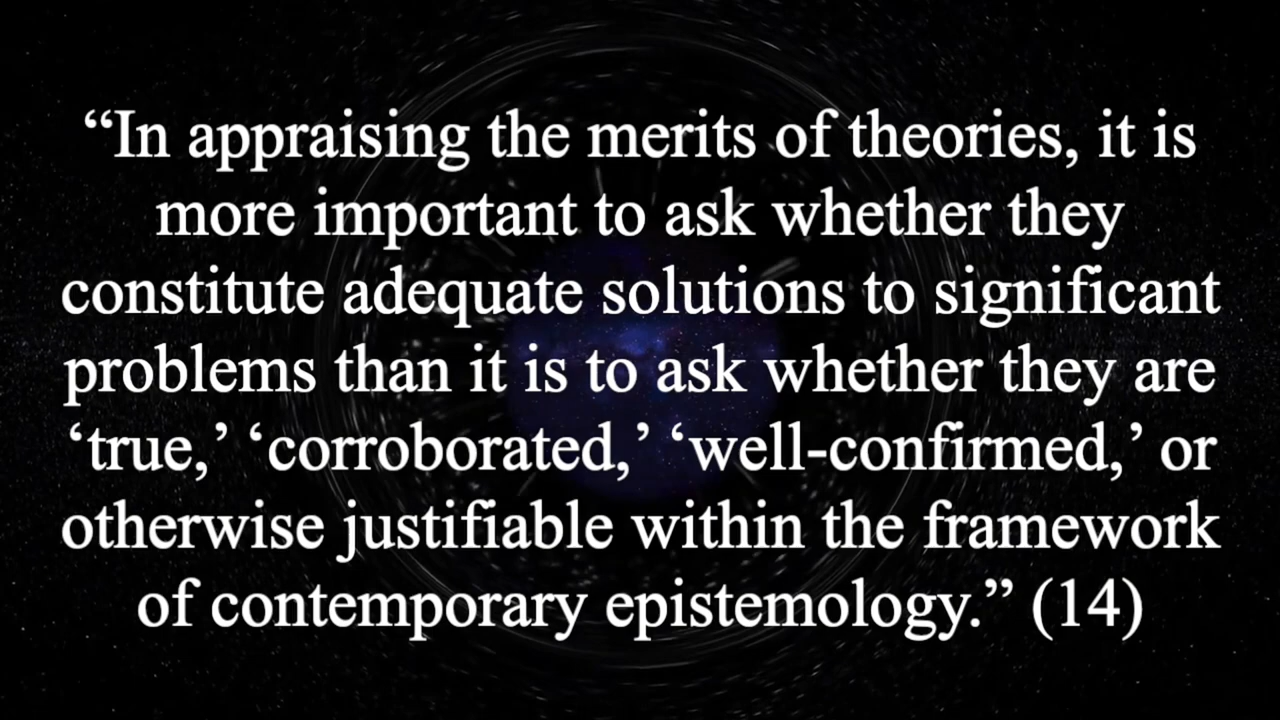 “In appraising the merits of theories, it is
more important to ask whether they
constitute adequate solutions to significant
problems than it is to ask whether they are
‘true,’ ‘corroborated,’ ‘well-confirmed,’ or
otherwise justifiable within the framework
of contemporary epistemology.” (14)